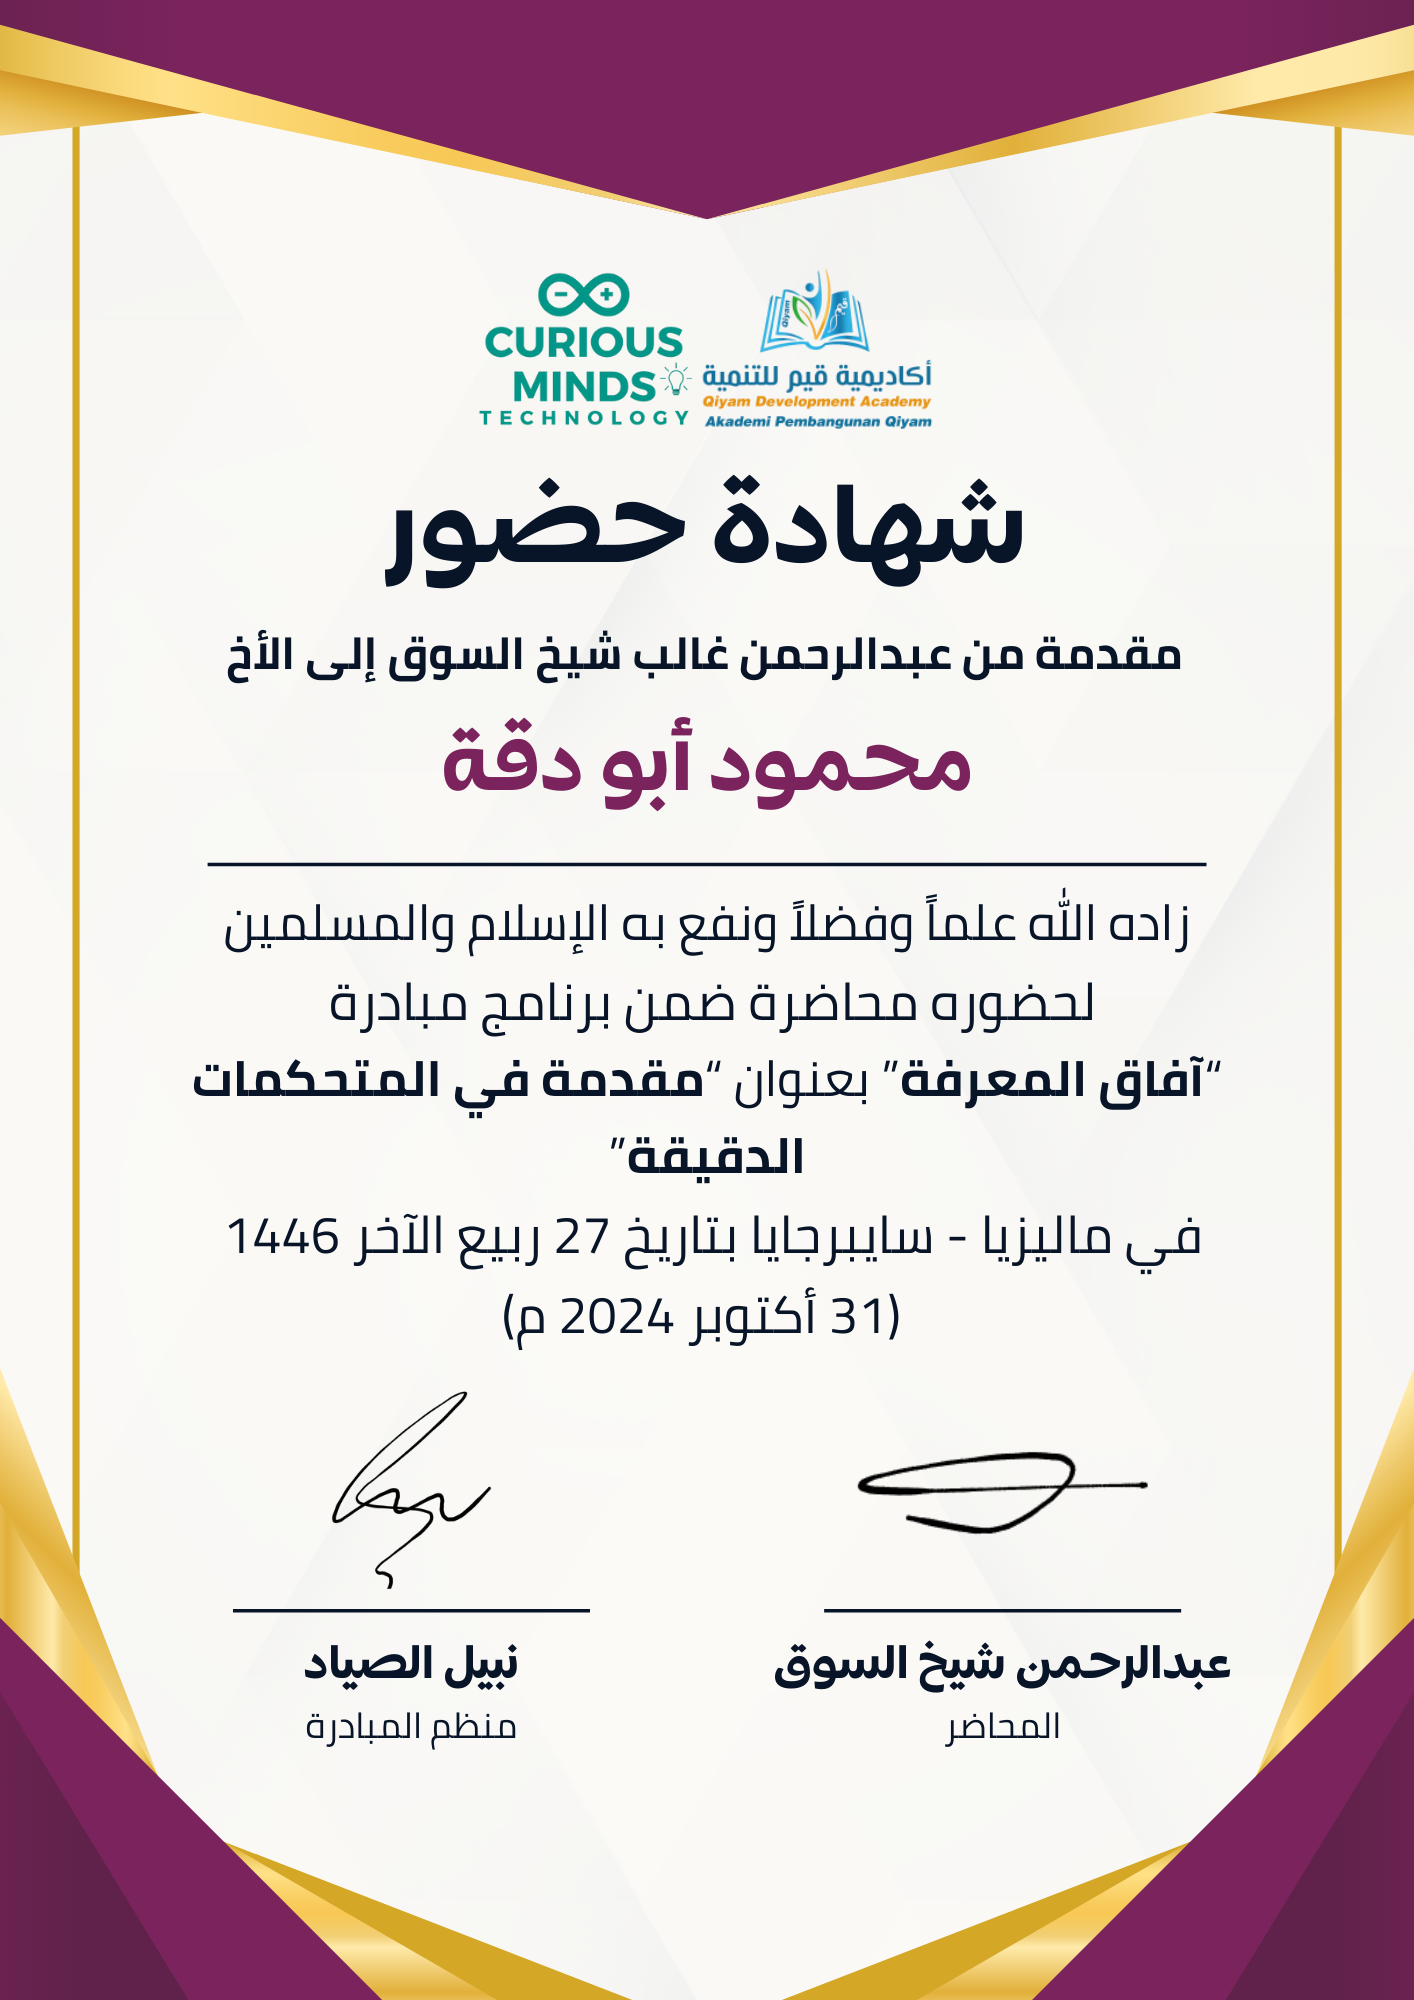 CURIOUS
MINDS
TECHNOLOGY
Qiyam
قيم
أكاديمية قيم للتنمية
Qiyam Development Academy
Akademi Pembangunan Qiyam
شهادة حضور
مقدمة من عبدالرحمن غالب شيخ السوق إلى الأخ
محمود أبو دقة
زاده الله علماً وفضلاً ونفع به الإسلام والمسلمين
لحضوره محاضرة ضمن برنامج مبادرة
“آفاق المعرفة” بعنوان “مقدمة في المتحكمات
الدقيقة”
في ماليزيا - سايبرجايا بتاريخ 27 ربيع الآخر 1446
(31 أكتوبر 2024 م)
عبدالرحمن شيخ السوق
المحاضر
نبيل الصياد
منظم المبادرة